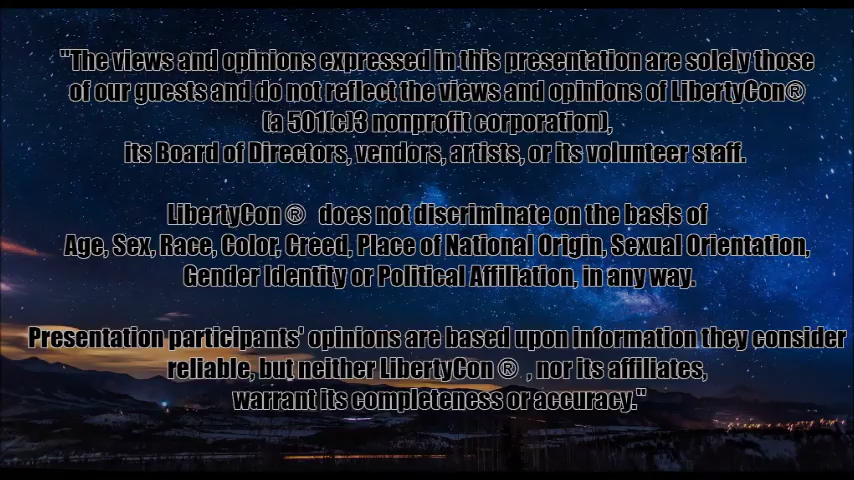 "The views and opinions expressed in this presentation are solely those
of our guests and do not reflect the views and opinions of LibertyCon®
(a 501(c)3 nonprofit corporation),
its Board of Directors, vendors, artists, or its volunteer staff.
LibertyCon ® does not discriminate on the basis of
Age, Sex, Race, Color, Creed, Place of National Origin, Sexual Orientation,
Gender Identity or Political Affiliation, in any way.
Presentation participants' opinions are based upon information they consider
reliable, but neither LibertyCon ® , nor its affiliates,
warrant its completeness or accuracy."